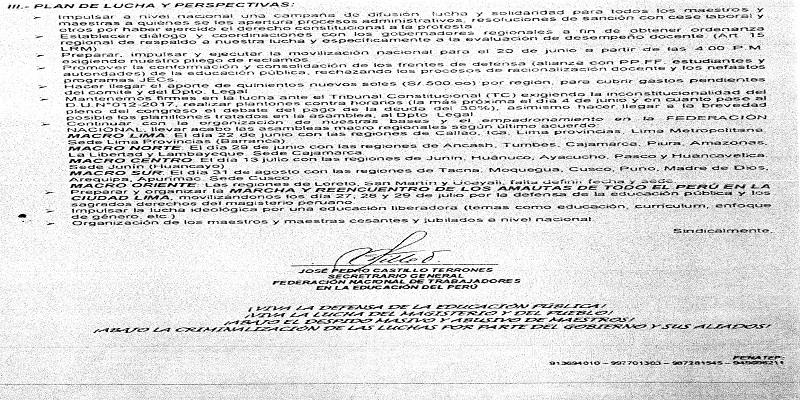 III.- PLAN DE LUCHA Y PERSPECTIVAS:
➢ Impulsar a nivel nacional una campaña de difusión lucha y solidaridad para todos los maestros y
maestras a quienes se les apertura procesos administrativos, resoluciones de sanción con cese laboral y
otros por haber ejercido el derecho constitucional a la protesta
➢ Establecer dialogo y coordinaciones con los gobernadores regionales a fin de obtener ordenanza
regional de respaldo a nuestra lucha y específicamente a la evaluación de desempeño docente (Art 15
LRM).
➢ Preparar, impulsar y ejecutar la movilización nacional para el 20 de junio a partir de las 4:00 P.M
exigiendo nuestro pliego de reclamos.
➢ Promover la conformación y consolidación de los frentes de defensa (alianza con PP.FF, estudiantes y
autoridades) de la educación pública, rechazando los procesos de racionalización docente y los nefastos
programas JECs.
➢ Hacer llegar el aporte de quinientos nuevos soles (S/.500.oo) por región, para cubrir gastos pendientes
del comité y del Dpto. Legal
➢ Mantenernos firmes en la lucha ante el Tribunal Constitucional (TC) exigiendo la inconstitucionalidad del
D.U.N°012-2017, realizar plantones contra horarios (la más próxima el día 4 de junio y en cuanto pase al
pleno del congreso el debate del pago de la deuda del 30%), asimismo hacer llegar a la brevedad
posible los planillones tratados en la asamblea, al Dpto Legal
➢ Continuar con la organización de nuestras bases y el empadronamiento en la FEDERACIÓN
NACIONAL, llevar acabo las asambleas macro regionales según último acuerdo:
MACRO LIMA. El día 22 de junio con las regiones de Callao, Ica, Lima provincias, Lima Metropolitana.
Sede Lima Provincias (Barranca)
MACRO NORTE. El día 29 de junio con las regiones de Ancash, Tumbes, Cajamarca, Piura, Amazonas,
La Libertad y Lambayeque. Sede Cajamarca.
MACRO CENTRO. El día 13 julio con las regiones de Junín, Huánuco, Ayacucho, Pasco y Huancavelica.
Sede Junín (Huancayo)
MACRO SUR. El día 31 de agosto con las regiones de Tacna, Moquegua, Cusco, Puno, Madre de Dios,
Arequipa, Apurímac. Sede Cusco
MACRO ORIENTE. Las regiones de Loreto, san Martin y Ucayali, falta definir fecha y sede.
➢ Preparar y organizar la MARCHA Y REENCUENTRO DE LOS AMAUTAS DE TODO EL PERÚ EN LA
CIUDAD LIMA, movilizándonos los día 27, 28 y 29 de julio por la defensa de la educación pública y los
sagrados derechos del magisterio peruano.
➢ Impulsar la lucha ideológica por una educación liberadora (temas como educación, currículum, enfoque
de género, etc.)
➢ Organización de los maestros y maestras cesantes y jubilados a nivel nacional.
Sindicalmente,
JOSÉ PEDRO CASTILLO TERRONES
SECRETRARIO GENERAL
FEDERACIÓN NACIONAL DE TRABAJADORES
EN LA EDUCACIÓN DEL PERÚ
¡VIVA LA DEFENSA DE LA EDUCACIÓN PÚBLICA!
¡VIVA LA LUCHA DEL MAGISTERIO Y DEL PUEBLO!
¡ABAJO EL DESPIDO MASIVO Y ABUSIVO DE MAESTROS!
¡ABAJO LA CRIMINALIZACIÓN DE LAS LUCHAS POR PARTE DEL GOBIERNO Y SUS ALIADOS!
FENATEP:
913694010 – 997701303 – 987281545 –